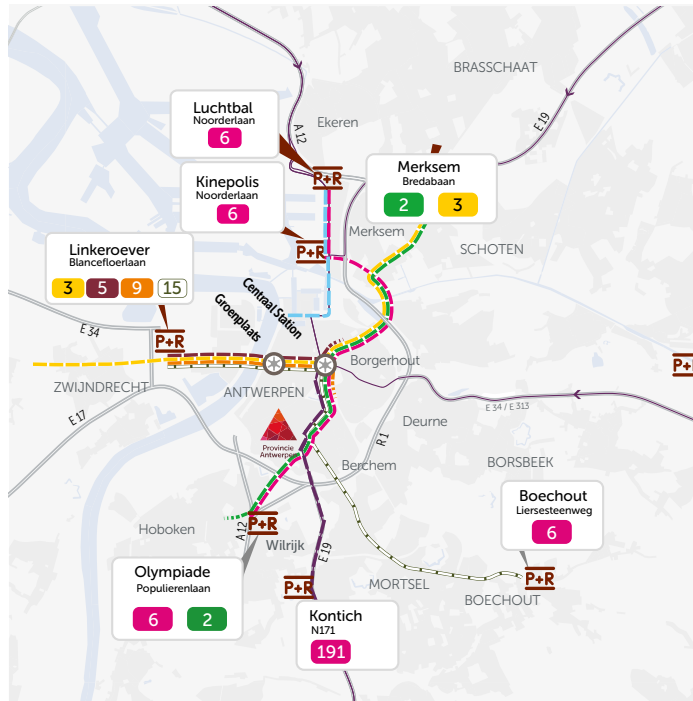 BRASSCHAAT
Luchtbal
Noorderlaan
6
A 12
Ekeren
E 19
P+R
Merksem
Bredabaan
2 3
Kinepolis
Noorderlaan
6
Merksem
P+R
SCHOTEN
Linkeroever
Blancefloerlaan
3 5 9 15
Centraal Station
Groenplaats
E 34
P+R
Borgerhout
P+R
ZWIJNDRECHT
ANTWERPEN
E 34 / E 313
E 17
Deurne
Provincie
Antwerpen
R 1
Berchem
BORSBEEK
Boechout
Liersesteenweg
6
Hoboken
A 12
P+R
Wilrijk
E 19
Olympiade
Populierenlaan
6 2
P+R
MORTSEL
P+R
BOECHOUT
Kontich
N171
191